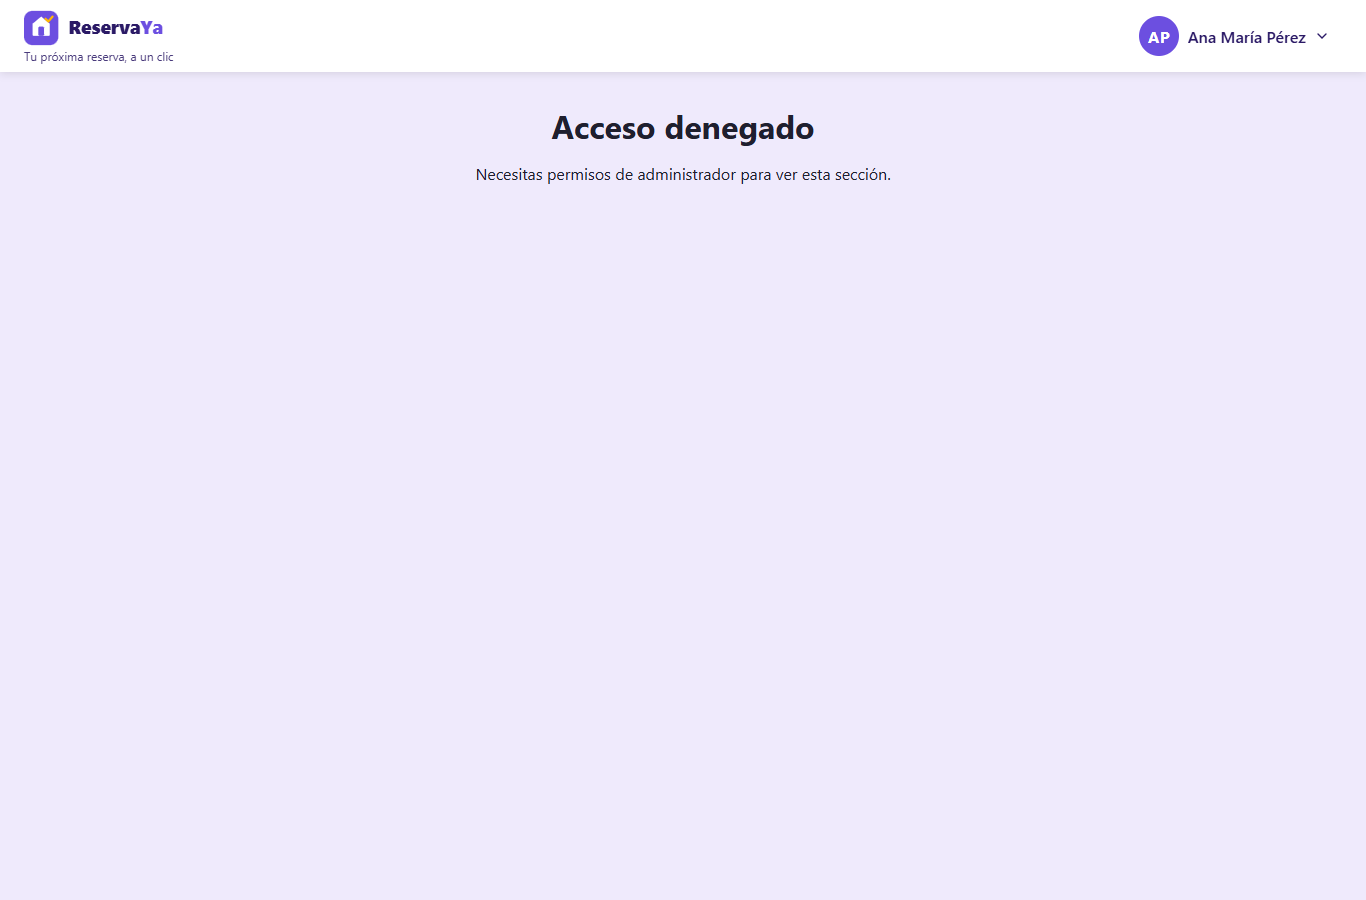 ReservaYa
Tu próxima reserva, a un clic
AP
Ana María Pérez
Acceso denegado
Necesitas permisos de administrador para ver esta sección.